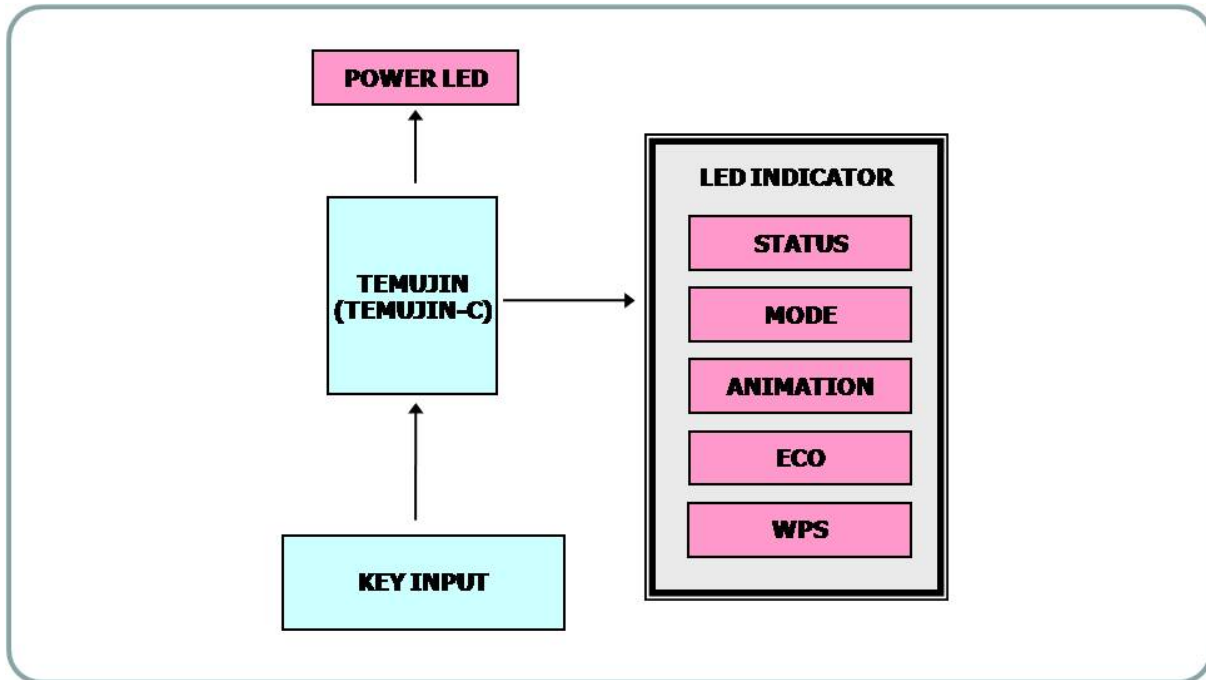 POWER LED
LED INDICATOR
STATUS
TEMUJIN
(TEMUJIN-C)
MODE
ANIMATION
ECO
WPS
KEY INPUT